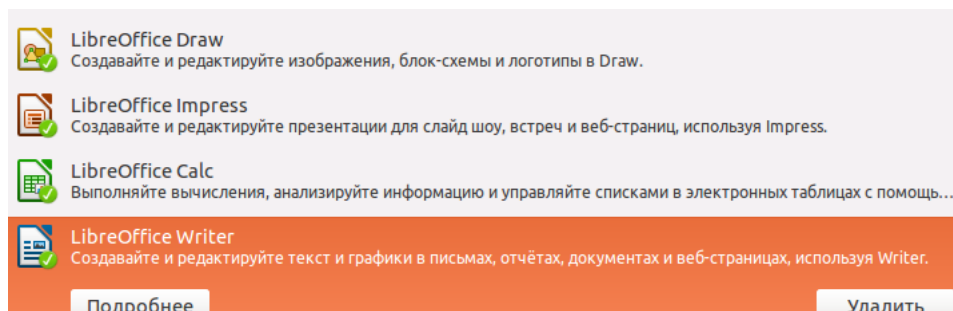 LibreOffice Draw
Создавайте и редактируйте изображения, блок-схемы и логотипы в Draw.
LibreOffice Impress
Создавайте и редактируйте презентации для слайд шоу, встреч и веб-страниц, используя Impress.
LibreOffice Calc
Выполняйте вычисления, анализируйте информацию и управляйте списками в электронных таблицах с помощь...
LibreOffice Writer
Создавайте и редактируйте текст и графики в письмах, отчётах, документах и веб-страницах, используя Writer.
Подробнее Удалить